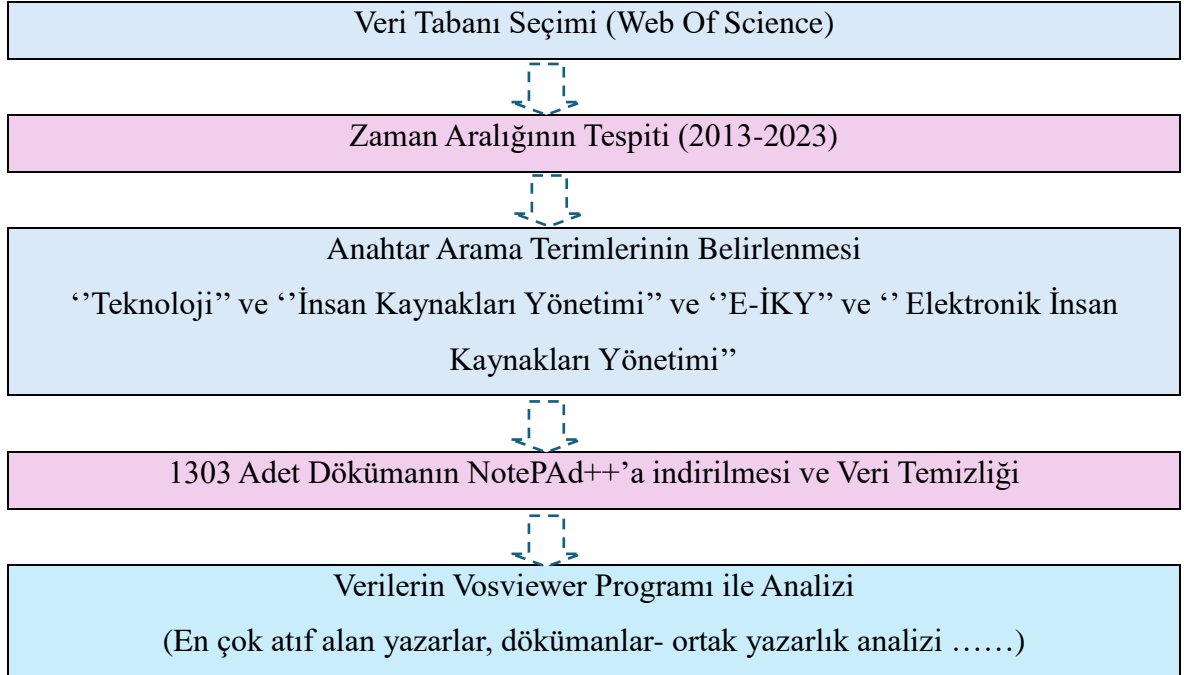 Veri Tabanı Seçimi (Web Of Science)
Zaman Aralığının Tespiti (2013-2023)
Anahtar Arama Terimlerinin Belirlenmesi
‘’Teknoloji’’ ve ‘’İnsan Kaynakları Yönetimi’’ ve ‘’E-İKY’’ ve ‘’ Elektronik İnsan
Kaynakları Yönetimi’’
1303 Adet Dökümanın NotePAd++’a indirilmesi ve Veri Temizliği
Verilerin Vosviewer Programı ile Analizi
(En çok atıf alan yazarlar, dökümanlar- ortak yazarlık analizi ……)